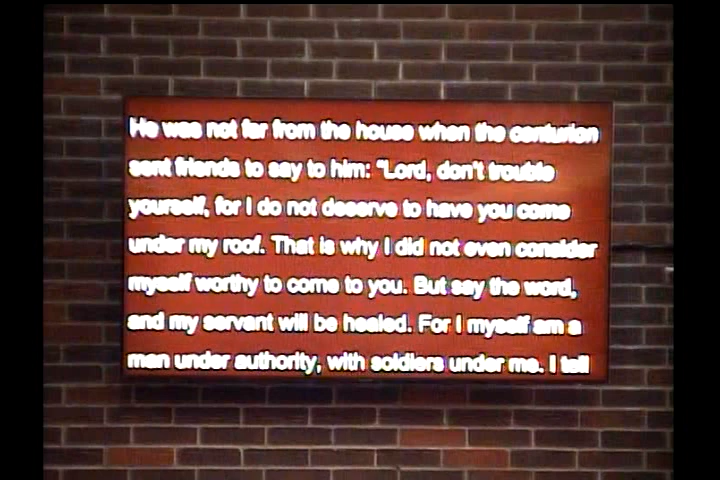 He was not far from the house when the centurion
sent friends to say to him: "Lord, don't trouble
yourself, for I do not deserve to have you come
under my roof. That is why I did not even consider
myself worthy to come to you. But say the word,
and my servant will be healed. For I myself am a
man under authority, with soldiers under me. I tell